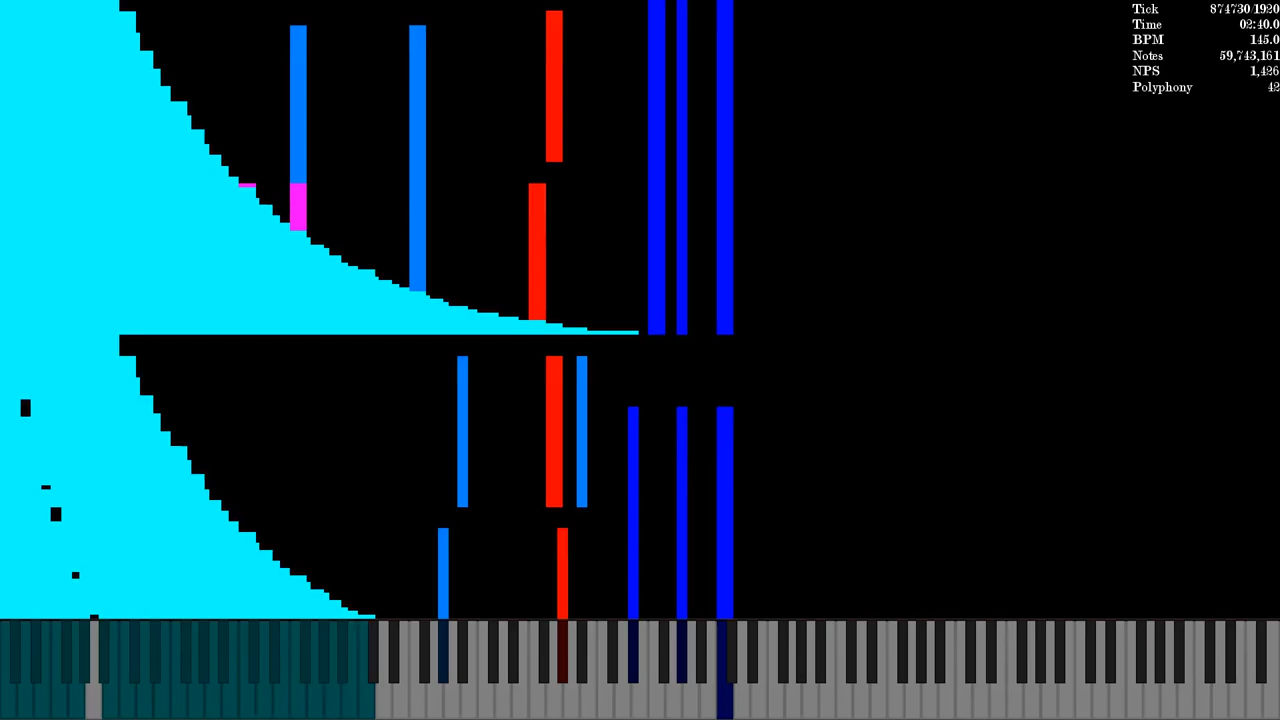 Tick 874730/1920
Time 02:40.0
BPM 145.0
Notes 59,743,161
NPS 1,426
Polyphony 42